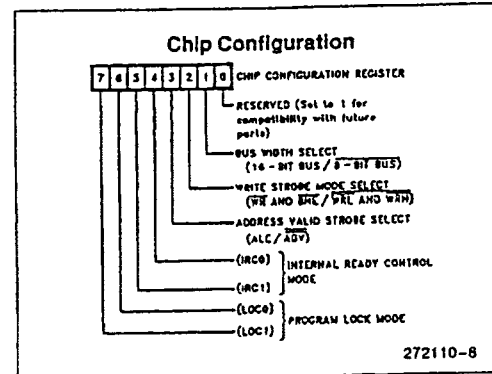 Chip Configuration
7 6 5 4 3 2 1 0 CHIP CONFIGURATION REGISTER
RESERVED (Set to 1 for
compatibility with future
parts)
BUS WIDTH SELECT
(16-BIT BUS / 8-BIT BUS)
WRITE STROBE MODE SELECT
(WR AND BHE / WRL AND WRH)
ADDRESS VALID STROBE SELECT
(ALE / ADV)
(IRC0)
(IRC1)
INTERNAL READY CONTROL
MODE
(LOC0)
(LOC1)
PROGRAM LOCK MODE
272110-8